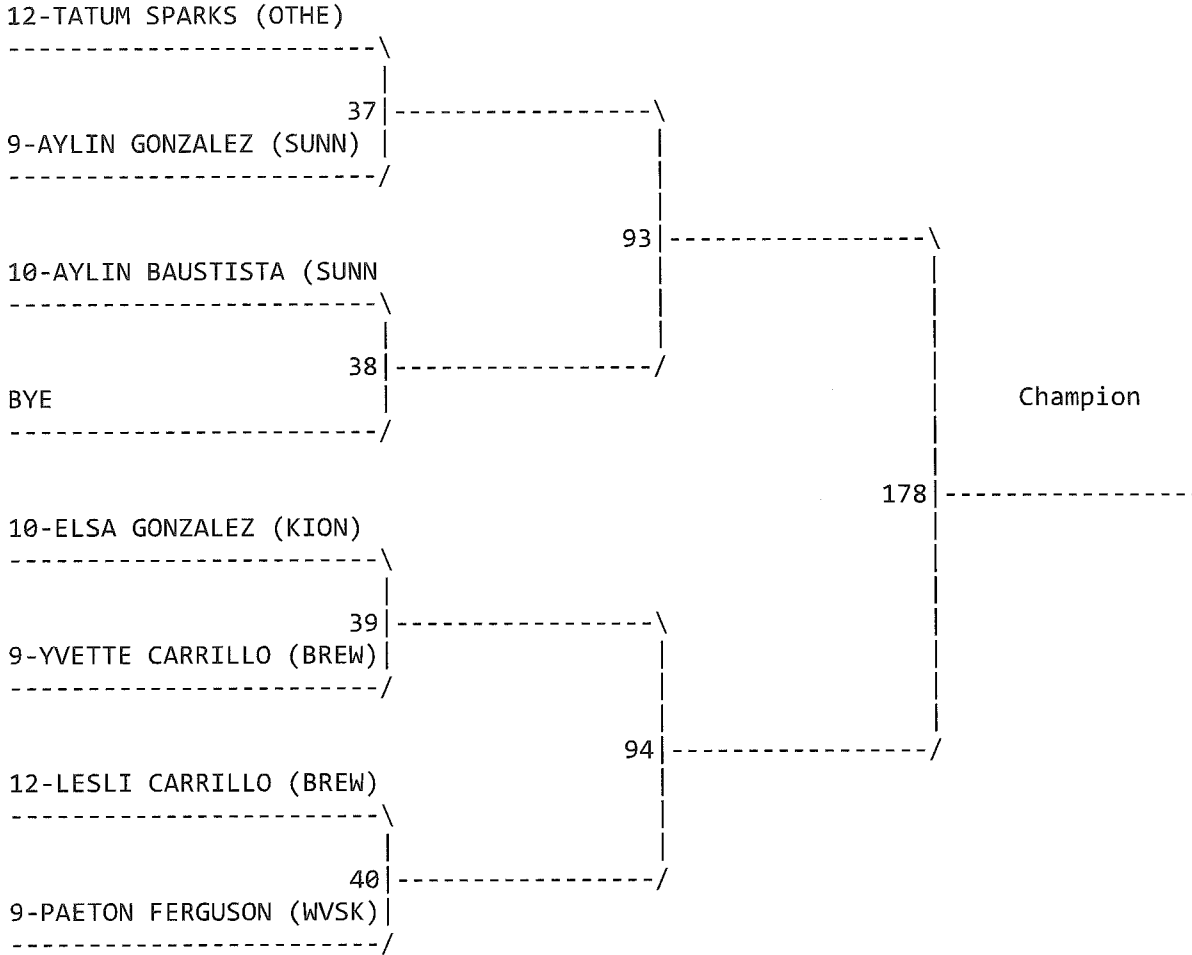 12-TATUM SPARKS (OTHE)
37
9-AYLIN GONZALEZ (SUNN)
93
10-AYLIN BAUSTISTA (SUNN
38
BYE
Champion
178
10-ELSA GONZALEZ (KION)
39
9-YVETTE CARRILLO (BREW)
94
12-LESLI CARRILLO (BREW)
40
9-PAETON FERGUSON (WVSK)